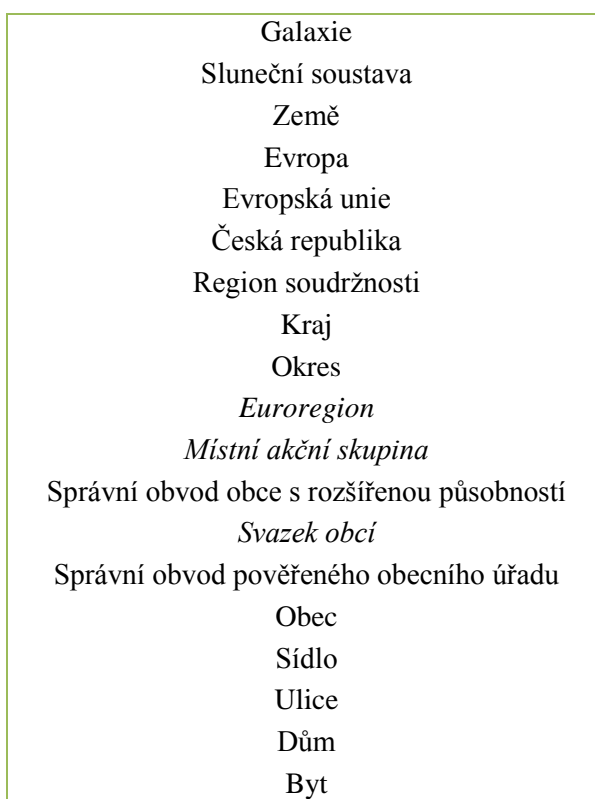 Galaxie
Sluneční soustava
Země
Evropa
Evropská unie
Česká republika
Region soudržnosti
Kraj
Okres
Euroregion
Místní akční skupina
Správní obvod obce s rozšířenou působností
Svazek obcí
Správní obvod pověřeného obecního úřadu
Obec
Sídlo
Ulice
Dům
Byt